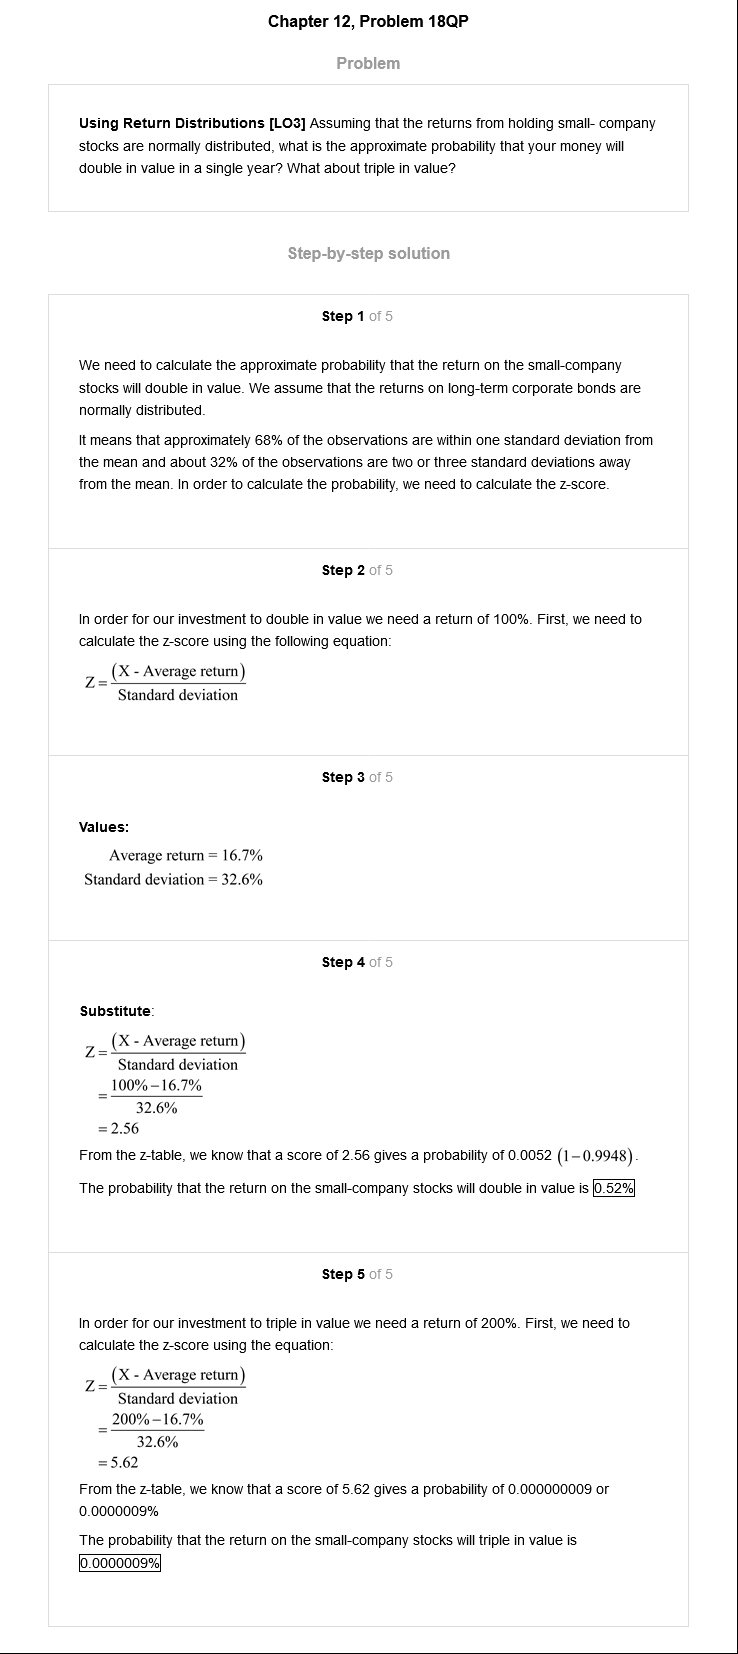 Chapter 12, Problem 18QP
Problem
Using Return Distributions [LO3] Assuming that the returns from holding small- company
stocks are normally distributed, what is the approximate probability that your money will
double in value in a single year? What about triple in value?
Step-by-step solution
Step 1 of 5
We need to calculate the approximate probability that the return on the small-company
stocks will double in value. We assume that the returns on long-term corporate bonds are
normally distributed.
It means that approximately 68% of the observations are within one standard deviation from
the mean and about 32% of the observations are two or three standard deviations away
from the mean. In order to calculate the probability, we need to calculate the z-score.
Step 2 of 5
In order for our investment to double in value we need a return of 100%. First, we need to
calculate the z-score using the following equation:
Z = (X - Average return)
Standard deviation
Step 3 of 5
Values:
Average return = 16.7%
Standard deviation = 32.6%
Step 4 of 5
Substitute:
Z = (X - Average return)
Standard deviation
= 100% – 16.7%
32.6%
= 2.56
From the z-table, we know that a score of 2.56 gives a probability of 0.0052 (1 – 0.9948).
The probability that the return on the small-company stocks will double in value is 0.52%
Step 5 of 5
In order for our investment to triple in value we need a return of 200%. First, we need to
calculate the z-score using the equation:
Z = (X - Average return)
Standard deviation
= 200% – 16.7%
32.6%
= 5.62
From the z-table, we know that a score of 5.62 gives a probability of 0.000000009 or
0.0000009%
The probability that the return on the small-company stocks will triple in value is
0.0000009%